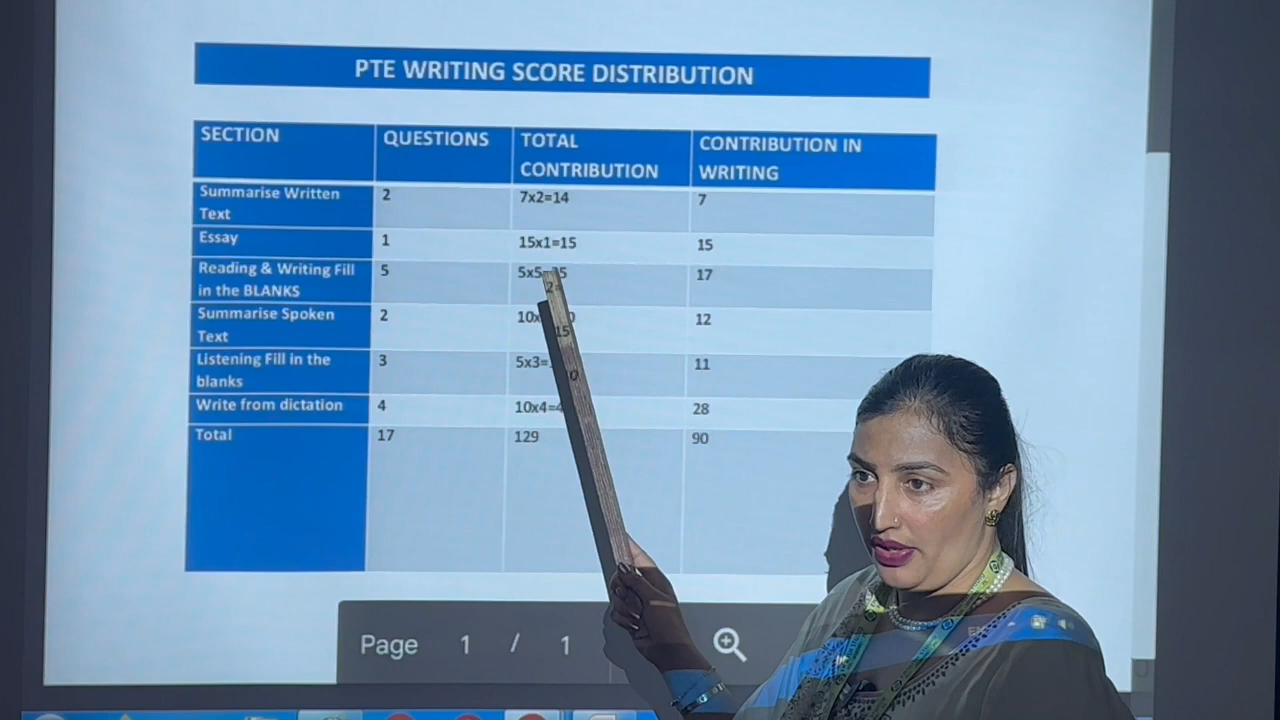 PTE WRITING SCORE DISTRIBUTION
SECTION
QUESTIONS
TOTAL
CONTRIBUTION
CONTRIBUTION IN
WRITING
Summarise Written
Text
2
7x2=14
7
Essay
1
15x1=15
15
Reading & Writing Fill
in the BLANKS
5
17
Summarise Spoken
Text
2
12
Listening Fill in the
blanks
3
11
Write from dictation
4
28
Total
17
129
90
Page 1 / 1